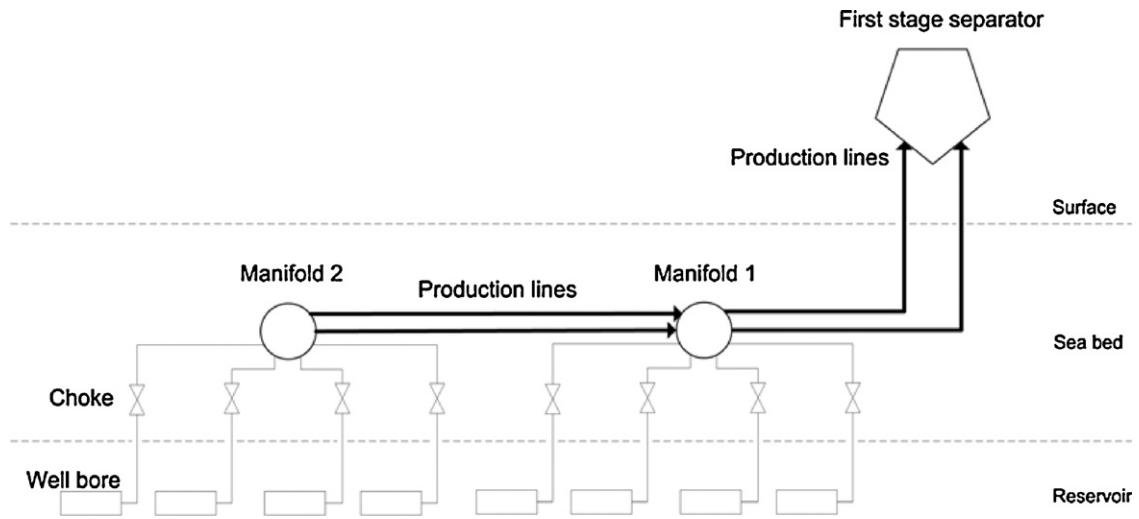 First stage separator
Production lines
Surface
Manifold 2
Manifold 1
Production lines
Sea bed
Choke
Well bore
Reservoir